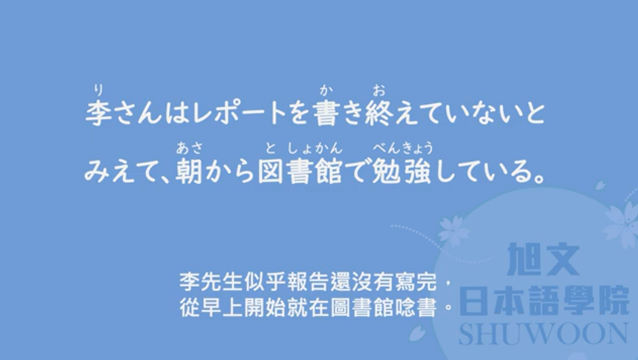 李さんはレポートを書き終えていないと
みえて、朝から図書館で勉強している。
李先生似乎報告還沒有寫完，
從早上開始就在圖書館唸書。
り
か
お
あさ
と しょかん
べんきょう
旭文
日本語學院
SHUWOON